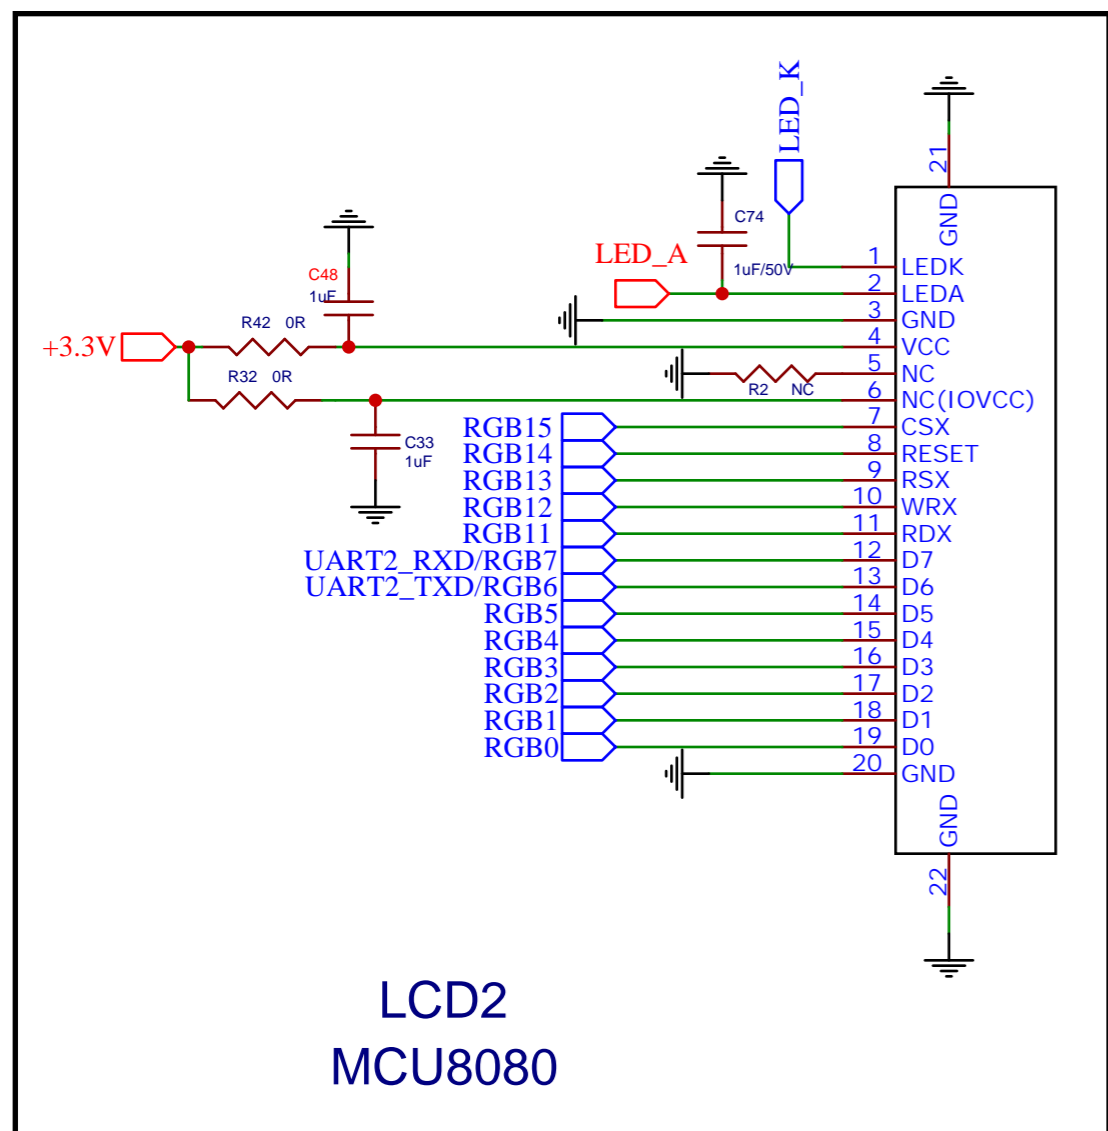 LED_K
21
GND
C74
1uF/50V
LED_A
1 LEDK
2 LEDA
3 GND
4 VCC
5 NC
6 NC(IOVCC)
7 CSX
8 RESET
9 RSX
10 WRX
11 RDX
12 D7
13 D6
14 D5
15 D4
16 D3
17 D2
18 D1
19 D0
20 GND
GND
22
C48
1uF
R42 0R
+3.3V
R32 0R
R2 NC
C33
1uF
RGB15
RGB14
RGB13
RGB12
RGB11
UART2_RXD/RGB7
UART2_TXD/RGB6
RGB5
RGB4
RGB3
RGB2
RGB1
RGB0
LCD2
MCU8080